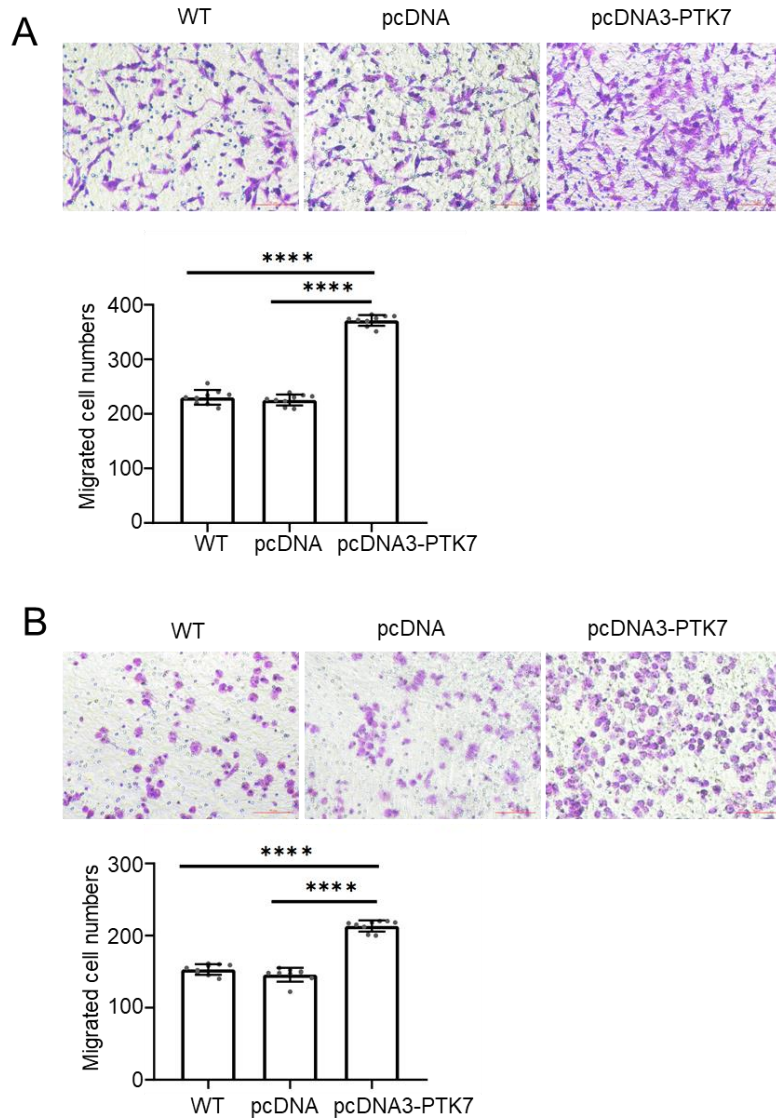 A
WT pcDNA pcDNA3-PTK7
****
****
Migrated cell numbers
400
300
200
100
0
WT pcDNA pcDNA3-PTK7
B
WT pcDNA pcDNA3-PTK7
****
****
Migrated cell numbers
300
200
100
0
WT pcDNA pcDNA3-PTK7